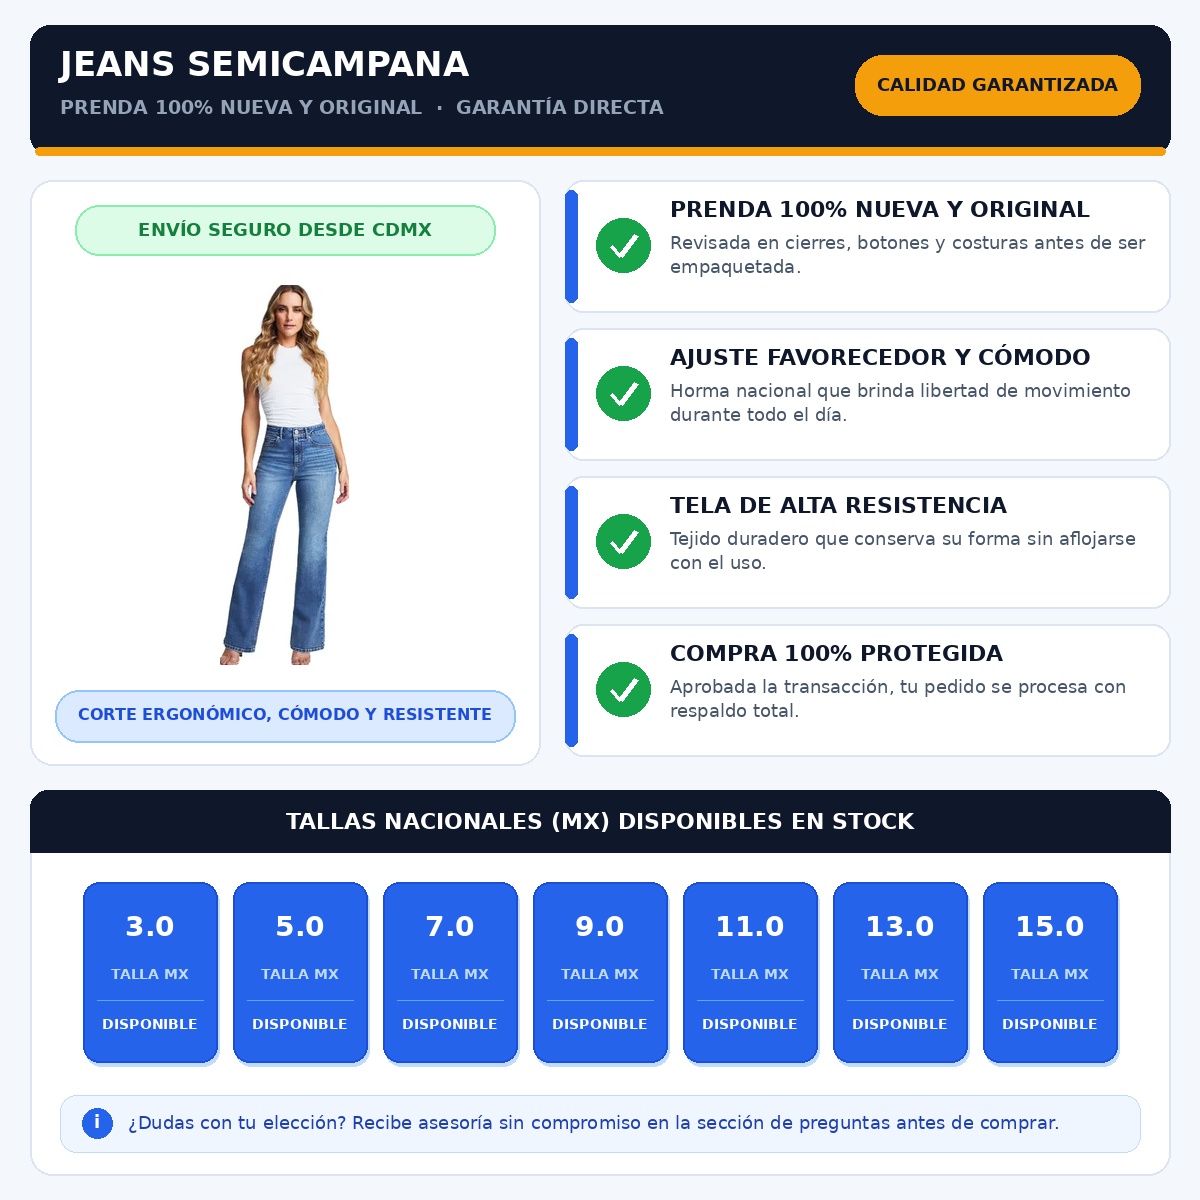 JEANS SEMICAMPANA
PRENDA 100% NUEVA Y ORIGINAL · GARANTÍA DIRECTA
CALIDAD GARANTIZADA
ENVÍO SEGURO DESDE CDMX
CORTE ERGONÓMICO, CÓMODO Y RESISTENTE
PRENDA 100% NUEVA Y ORIGINAL
Revisada en cierres, botones y costuras antes de ser
empaquetada.
AJUSTE FAVORECEDOR Y CÓMODO
Horma nacional que brinda libertad de movimiento
durante todo el día.
TELA DE ALTA RESISTENCIA
Tejido duradero que conserva su forma sin aflojarse
con el uso.
COMPRA 100% PROTEGIDA
Aprobada la transacción, tu pedido se procesa con
respaldo total.
TALLAS NACIONALES (MX) DISPONIBLES EN STOCK
3.0
TALLA MX
DISPONIBLE
5.0
TALLA MX
DISPONIBLE
7.0
TALLA MX
DISPONIBLE
9.0
TALLA MX
DISPONIBLE
11.0
TALLA MX
DISPONIBLE
13.0
TALLA MX
DISPONIBLE
15.0
TALLA MX
DISPONIBLE
i ¿Dudas con tu elección? Recibe asesoría sin compromiso en la sección de preguntas antes de comprar.